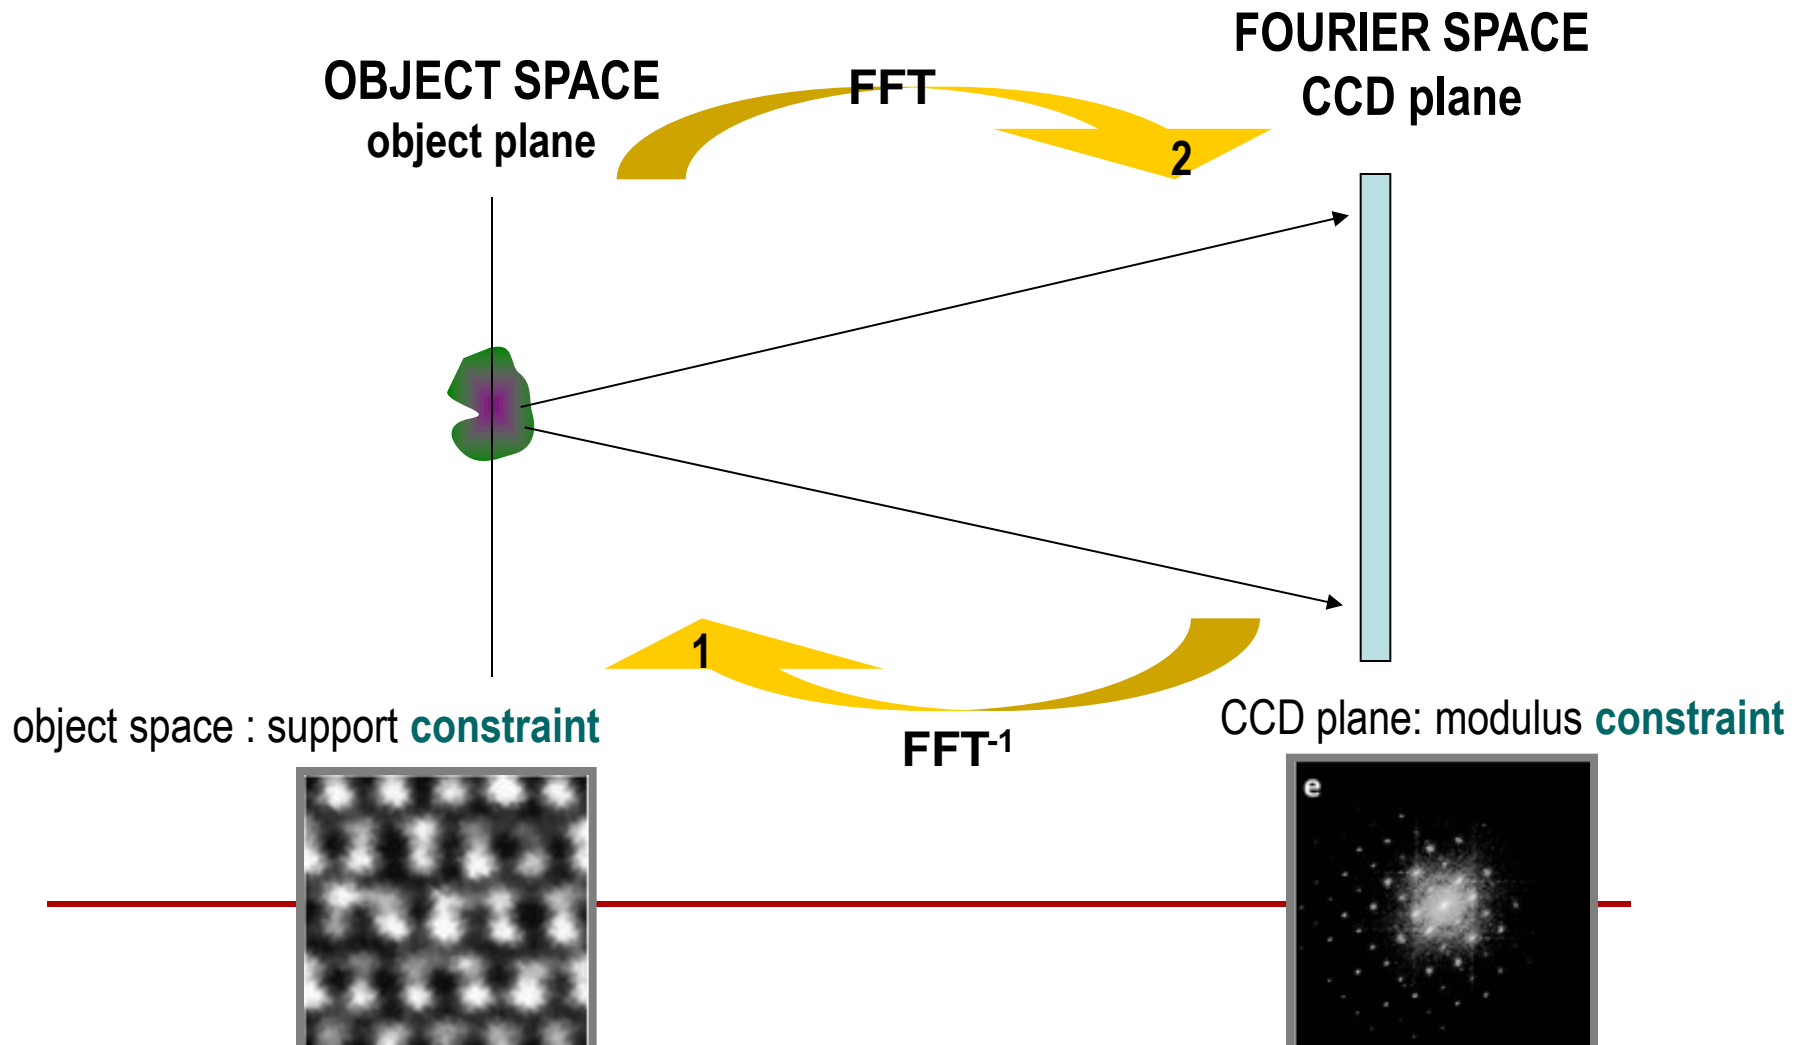 OBJECT SPACE
object plane
FFT
FOURIER SPACE
CCD plane
2
1
object space : support constraint
FFT-1
CCD plane: modulus constraint
e